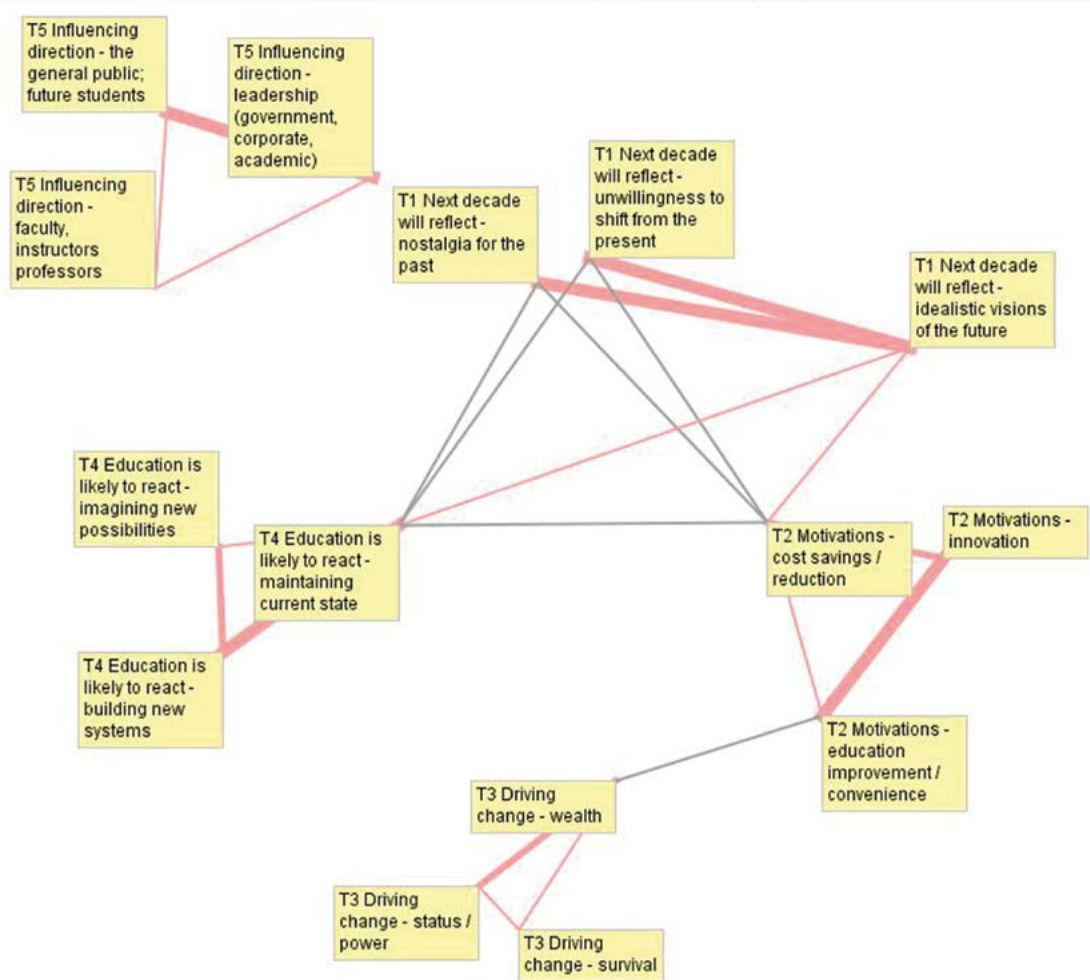 T5 Influencing
direction - the
general public;
future students
T5 Influencing
direction -
leadership
(government,
corporate,
academic)
T5 Influencing
direction -
faculty,
instructors
professors
T1 Next decade
will reflect -
nostalgia for the
past
T1 Next decade
will reflect -
unwillingness to
shift from the
present
T1 Next decade
will reflect -
idealistic visions
of the future
T4 Education is
likely to react -
imagining new
possibilities
T4 Education is
likely to react -
maintaining
current state
T4 Education is
likely to react -
building new
systems
T2 Motivations -
cost savings /
reduction
T2 Motivations -
innovation
T2 Motivations -
education
improvement /
convenience
T3 Driving
change - wealth
T3 Driving
change - status /
power
T3 Driving
change - survival